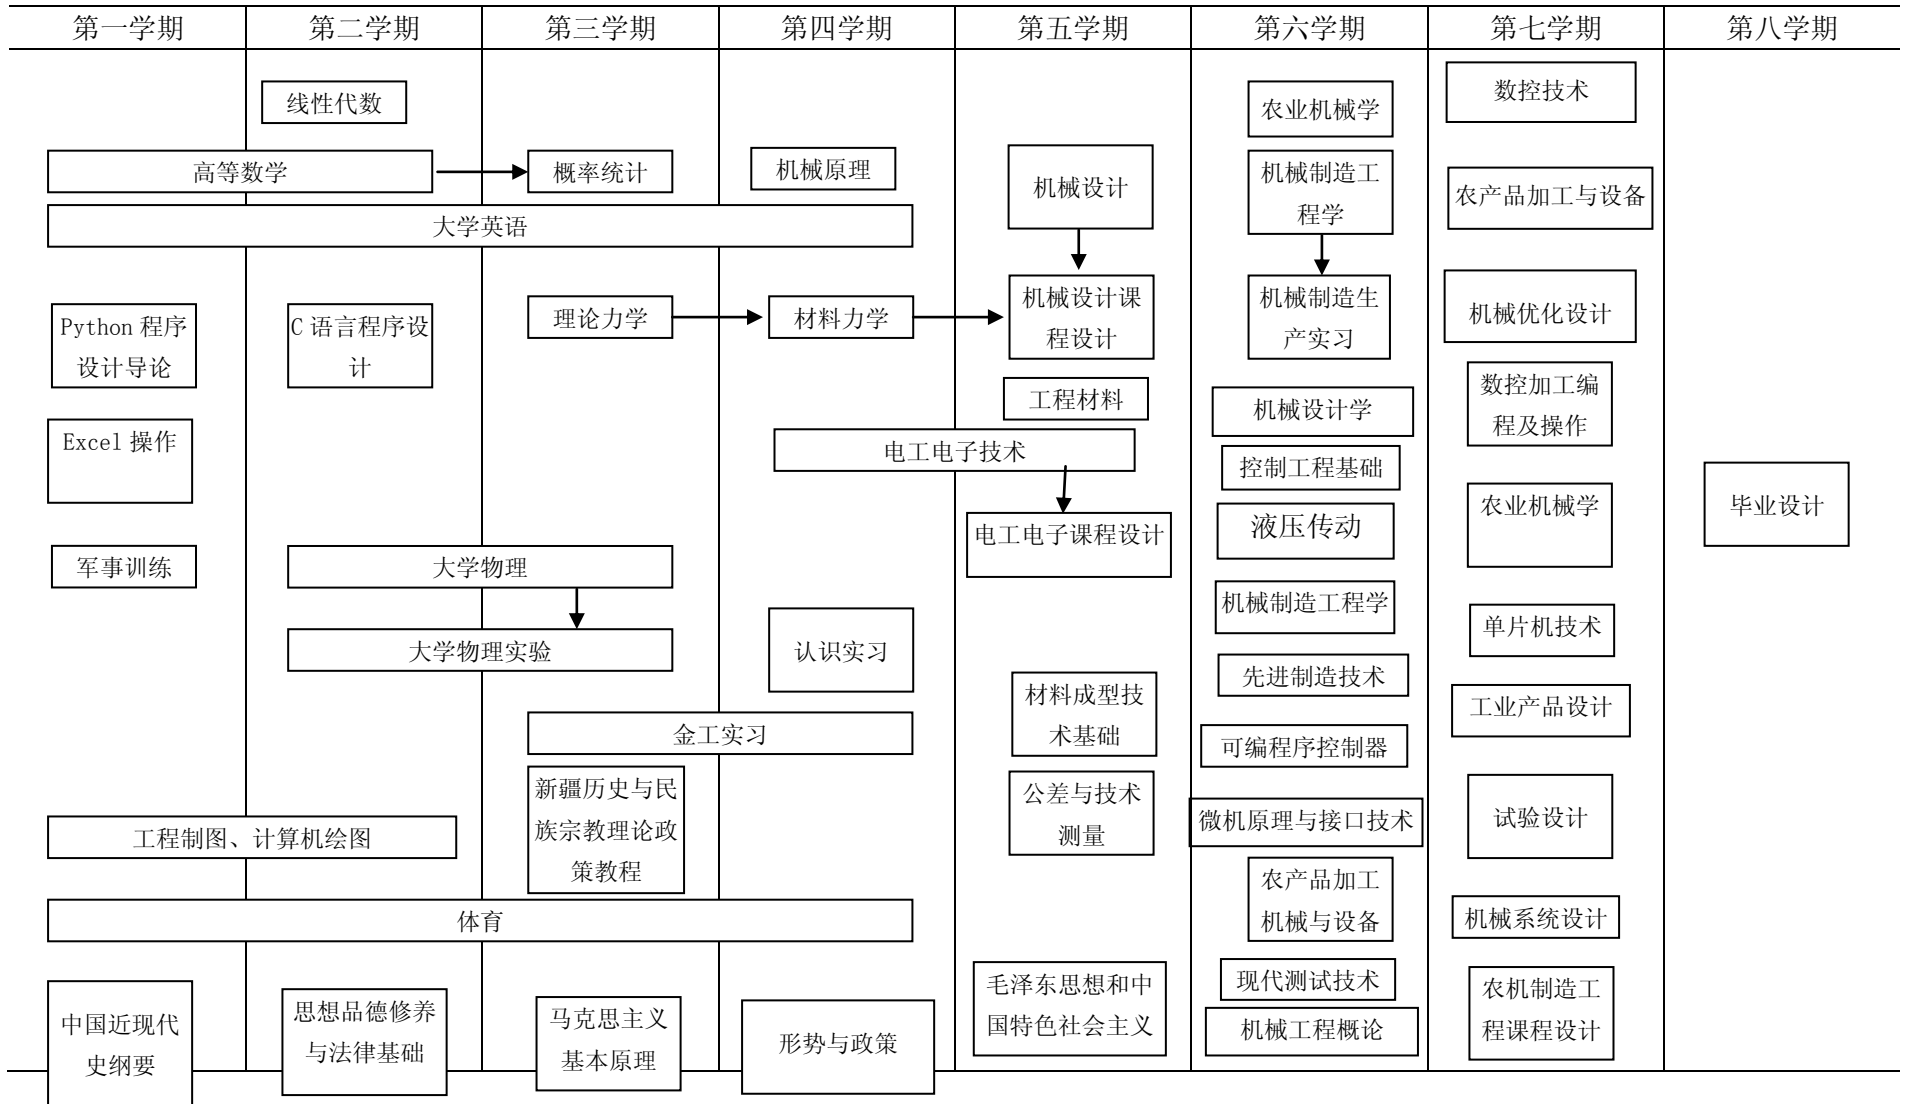 第一学期
第二学期
第三学期
第四学期
第五学期
第六学期
第七学期
第八学期
线性代数
农业机械学
数控技术
高等数学
概率统计
机械原理
机械设计
机械制造工
程学
农产品加工与设备
大学英语
Python 程序
设计导论
C 语言程序设
计
理论力学
材料力学
机械设计课
程设计
机械制造生
产实习
机械优化设计
工程材料
机械设计学
数控加工编
程及操作
Excel 操作
电工电子技术
控制工程基础
农业机械学
毕业设计
电工电子课程设计
液压传动
军事训练
大学物理
机械制造工程学
单片机技术
大学物理实验
认识实习
先进制造技术
材料成型技
术基础
工业产品设计
金工实习
可编程序控制器
新疆历史与民
族宗教理论政
策教程
公差与技术
测量
微机原理与接口技术
试验设计
工程制图、计算机绘图
农产品加工
机械与设备
体育
机械系统设计
中国近现代
史纲要
思想品德修养
与法律基础
马克思主义
基本原理
形势与政策
毛泽东思想和中
国特色社会主义
现代测试技术
机械工程概论
农机制造工
程课程设计